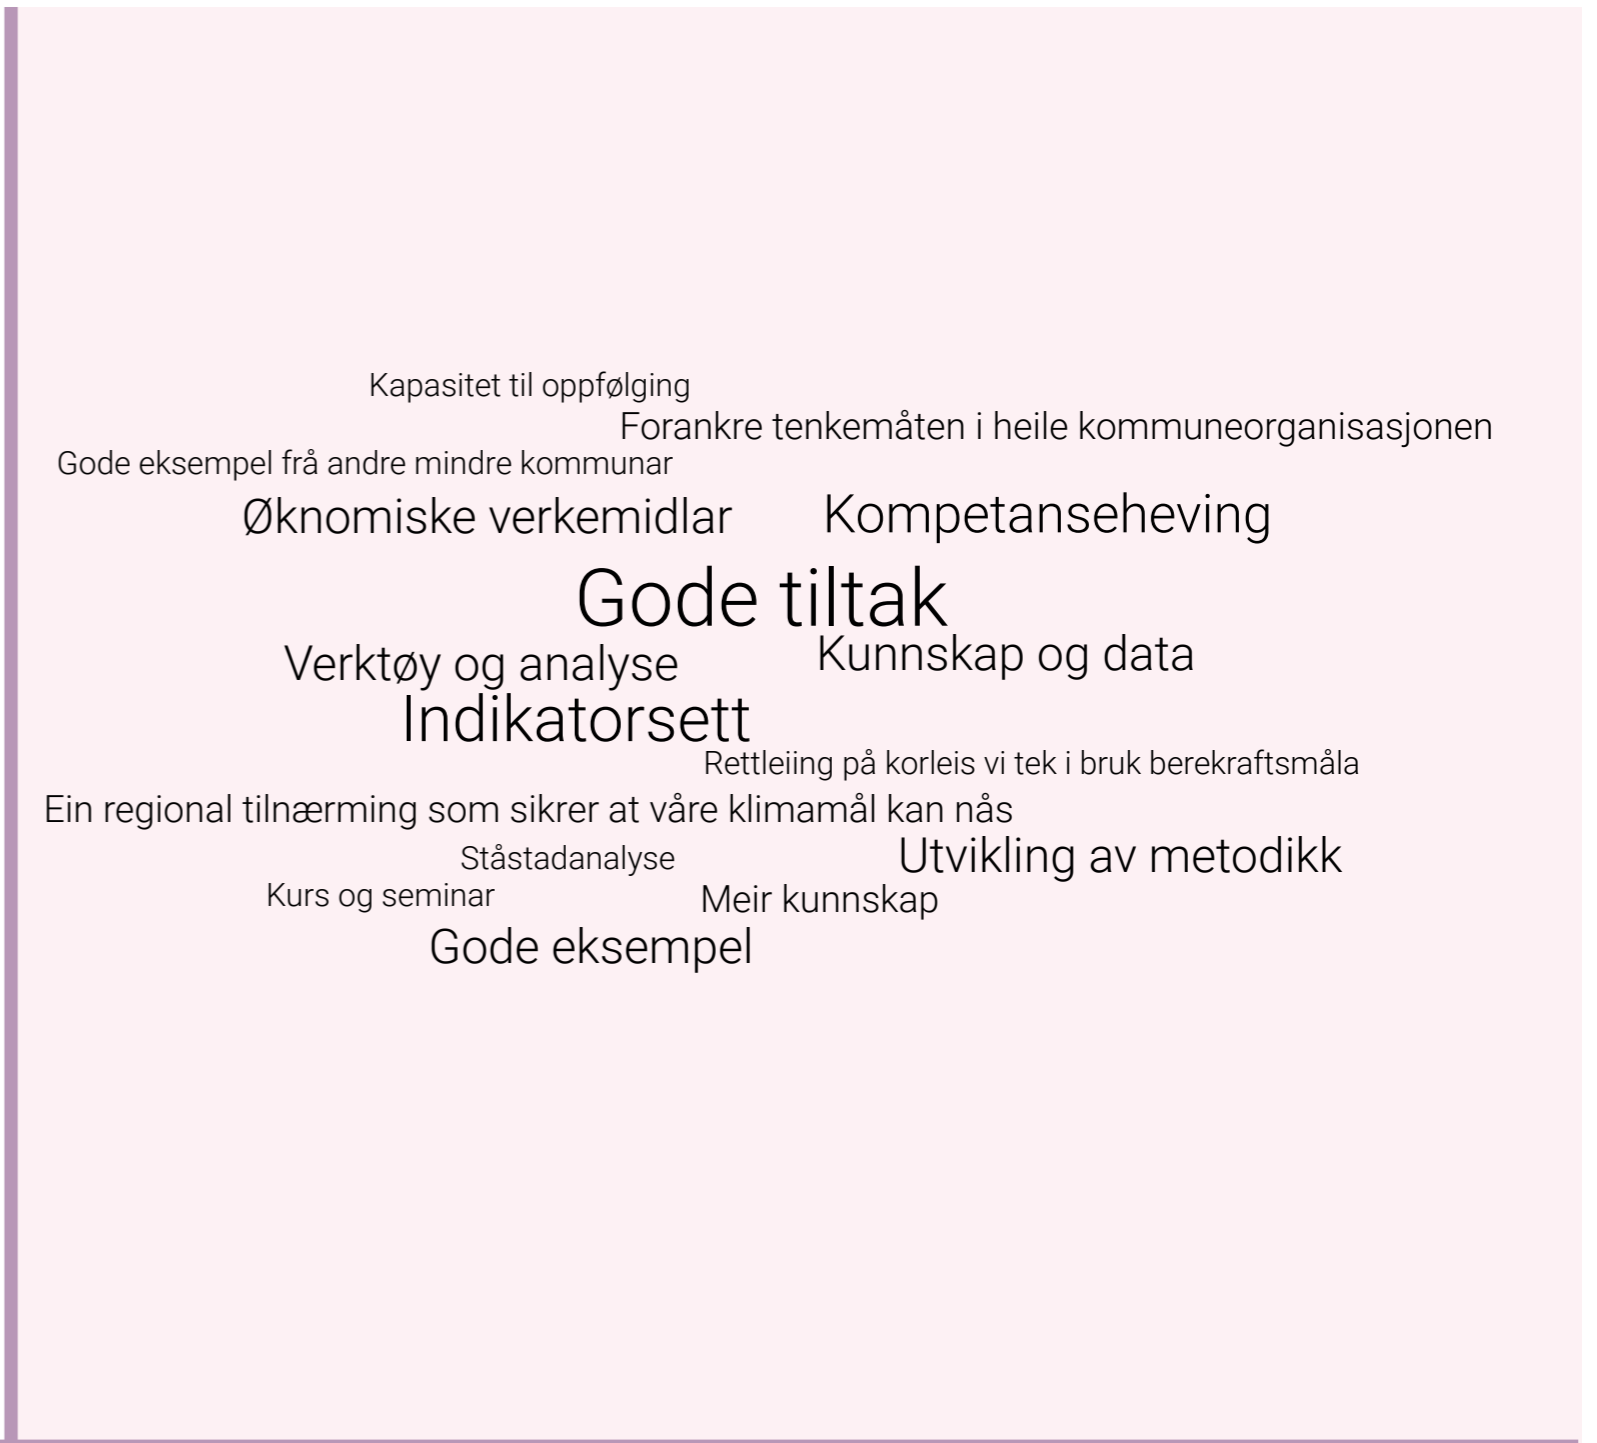 Kapasitet til oppfølging
Forankre tenkemåten i heile kommuneorganisasjonen
Gode eksempel frå andre mindre kommunar
Øknomiske verkemidlar
Kompetanseheving
Gode tiltak
Verktøy og analyse
Kunnskap og data
Indikatorsett
Rettleiing på korleis vi tek i bruk berekraftsmåla
Ein regional tilnærming som sikrer at våre klimamål kan nås
Ståstadanalyse
Utvikling av metodikk
Kurs og seminar
Meir kunnskap
Gode eksempel